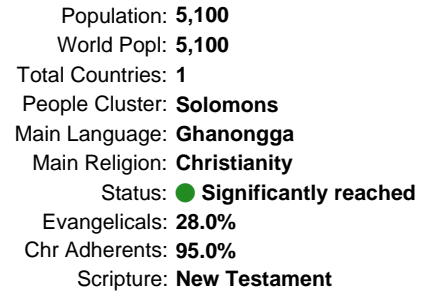 Population: 5,100
World Popl: 5,100
Total Countries: 1
People Cluster: Solomons
Main Language: Ghanongga
Main Religion: Christianity
Status: Significantly reached
Evangelicals: 28.0%
Chr Adherents: 95.0%
Scripture: New Testament